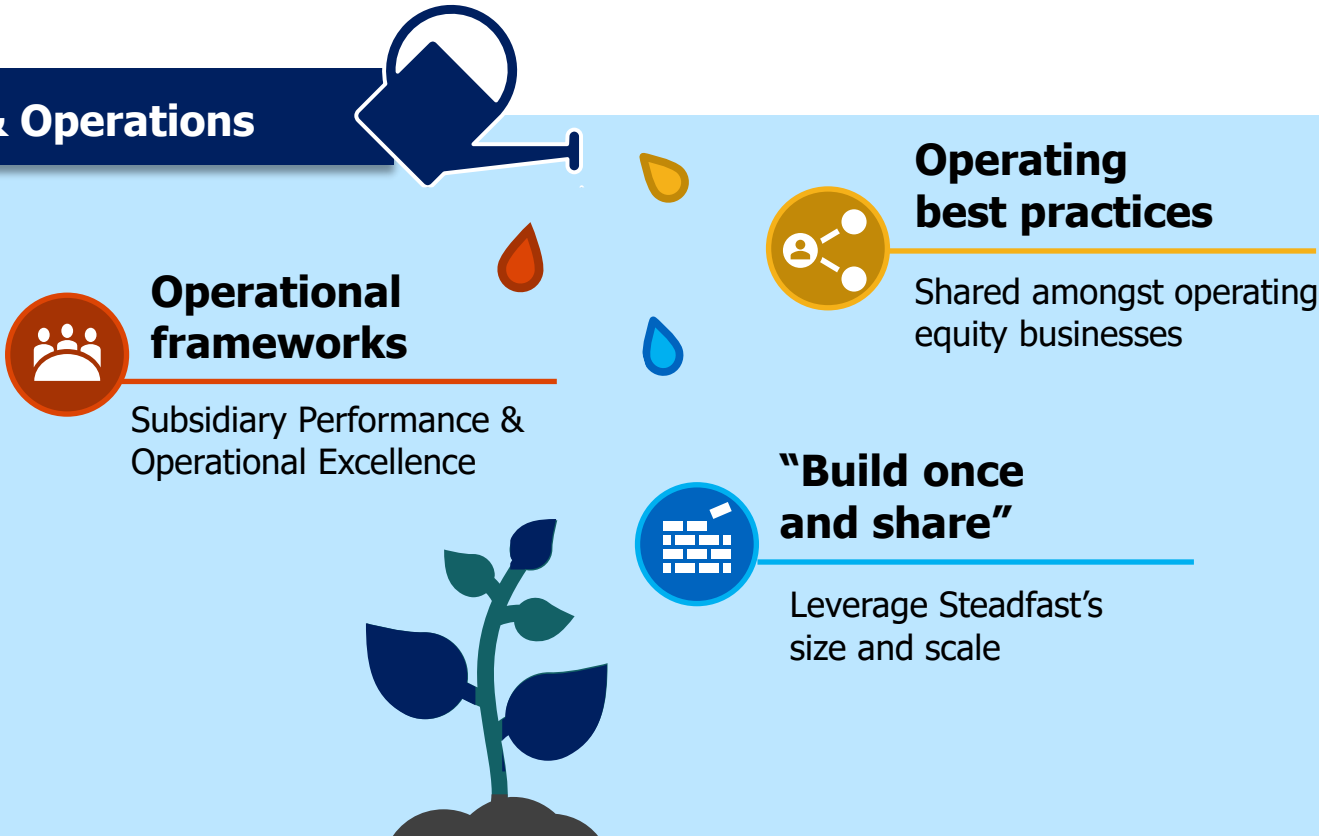 & Operations
Operating
best practices
Shared amongst operating
equity businesses
Operational
frameworks
Subsidiary Performance &
Operational Excellence
“Build once
and share”
Leverage Steadfast’s
size and scale